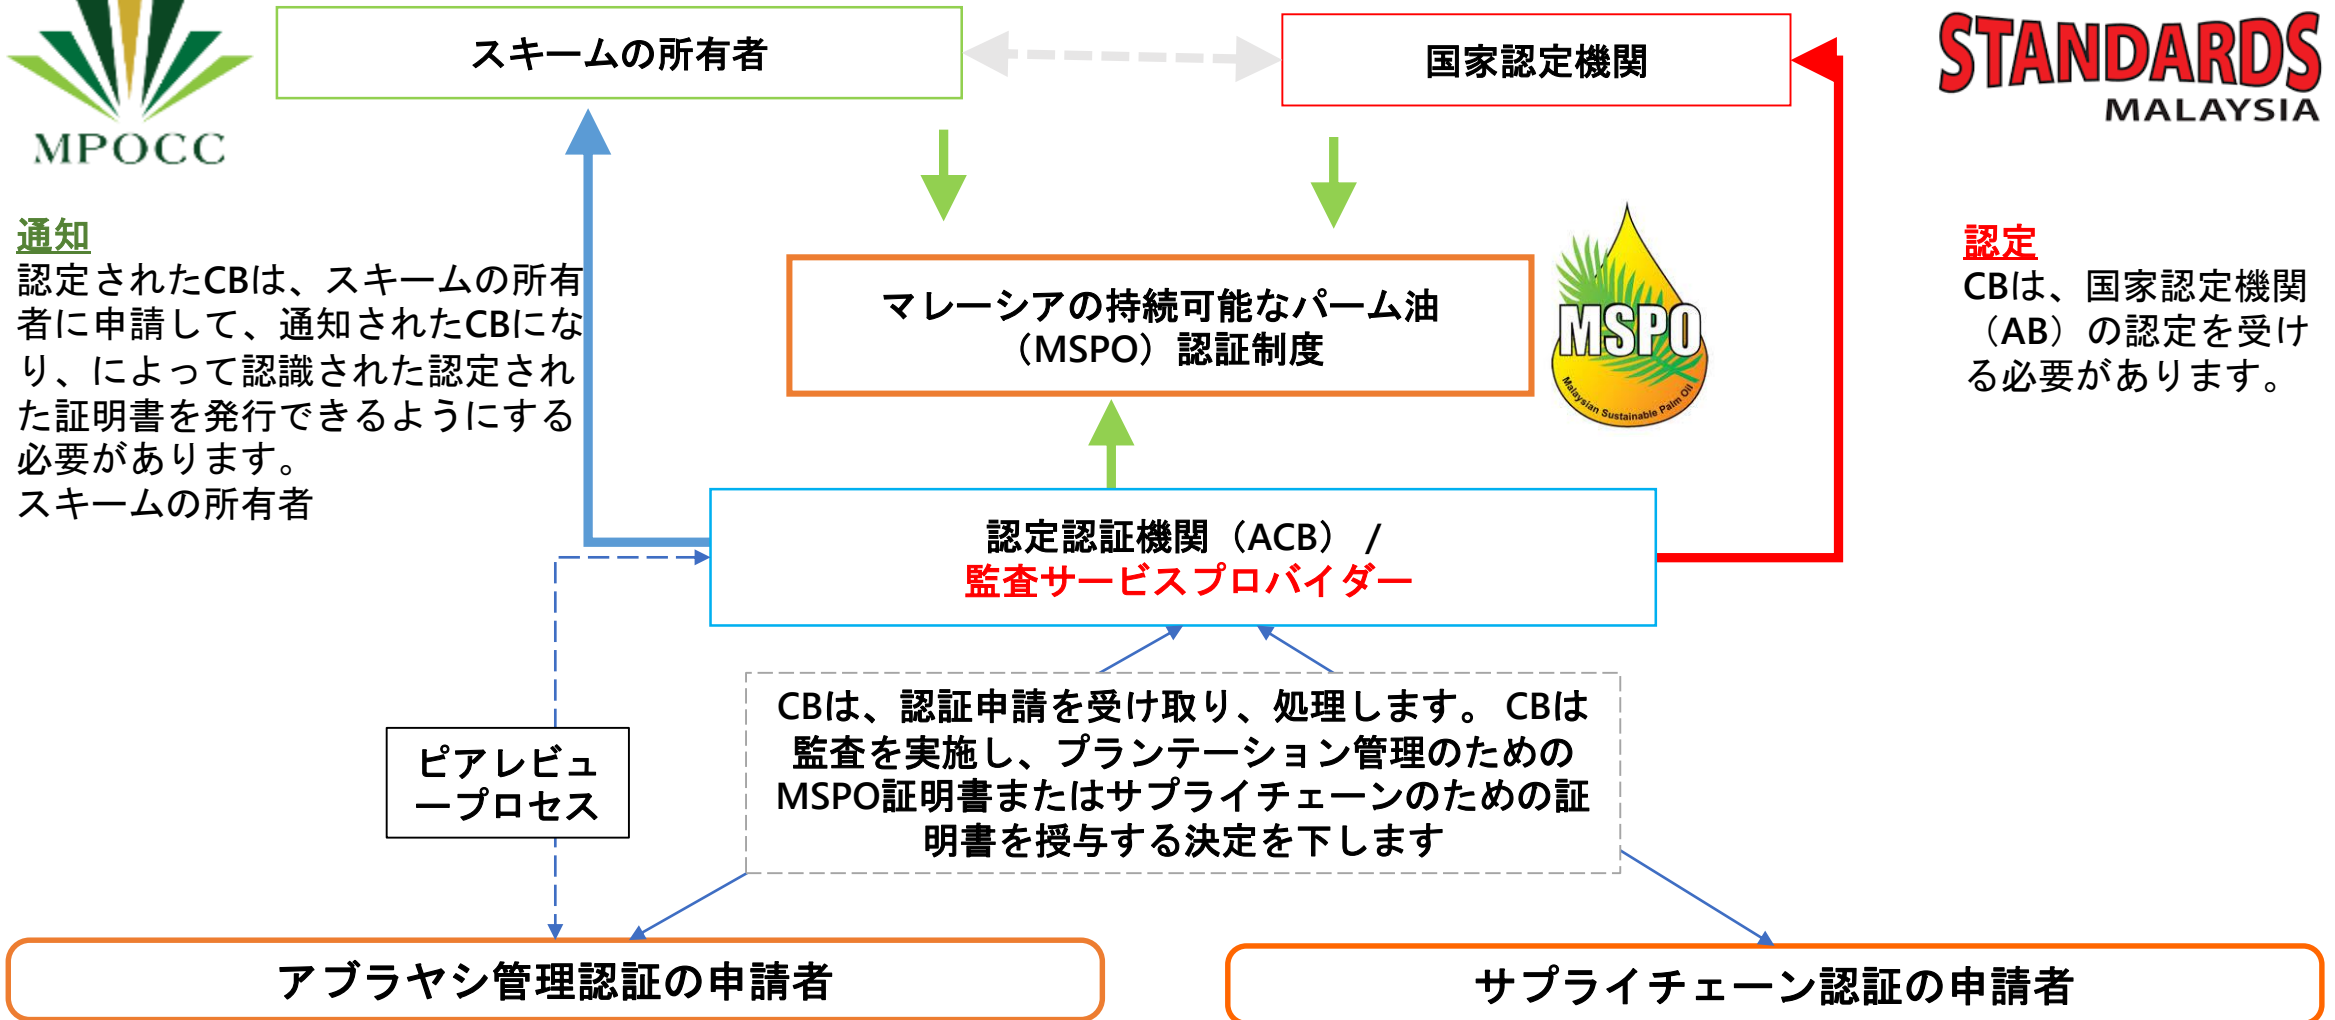 スキームの所有者
国家認定機関
STANDARDS
MALAYSIA
MPOCC
通知
認定されたCBは、スキームの所有
者に申請して、通知されたCBにな
り、によって認識された認定され
た証明書を発行できるようにする
必要があります。
スキームの所有者
マレーシアの持続可能なパーム油
（MSPO）認証制度
MSPO
Malaysian Sustainable Palm Oil
認定
CBは、国家認定機関
（AB）の認定を受け
る必要があります。
認定認証機関（ACB） /
監査サービスプロバイダー
CBは、認証申請を受け取り、処理します。 CBは
監査を実施し、プランテーション管理のための
MSPO証明書またはサプライチェーンのための証
明書を授与する決定を下します
ピアレビュ
ープロセス
アブラヤシ管理認証の申請者
サプライチェーン認証の申請者